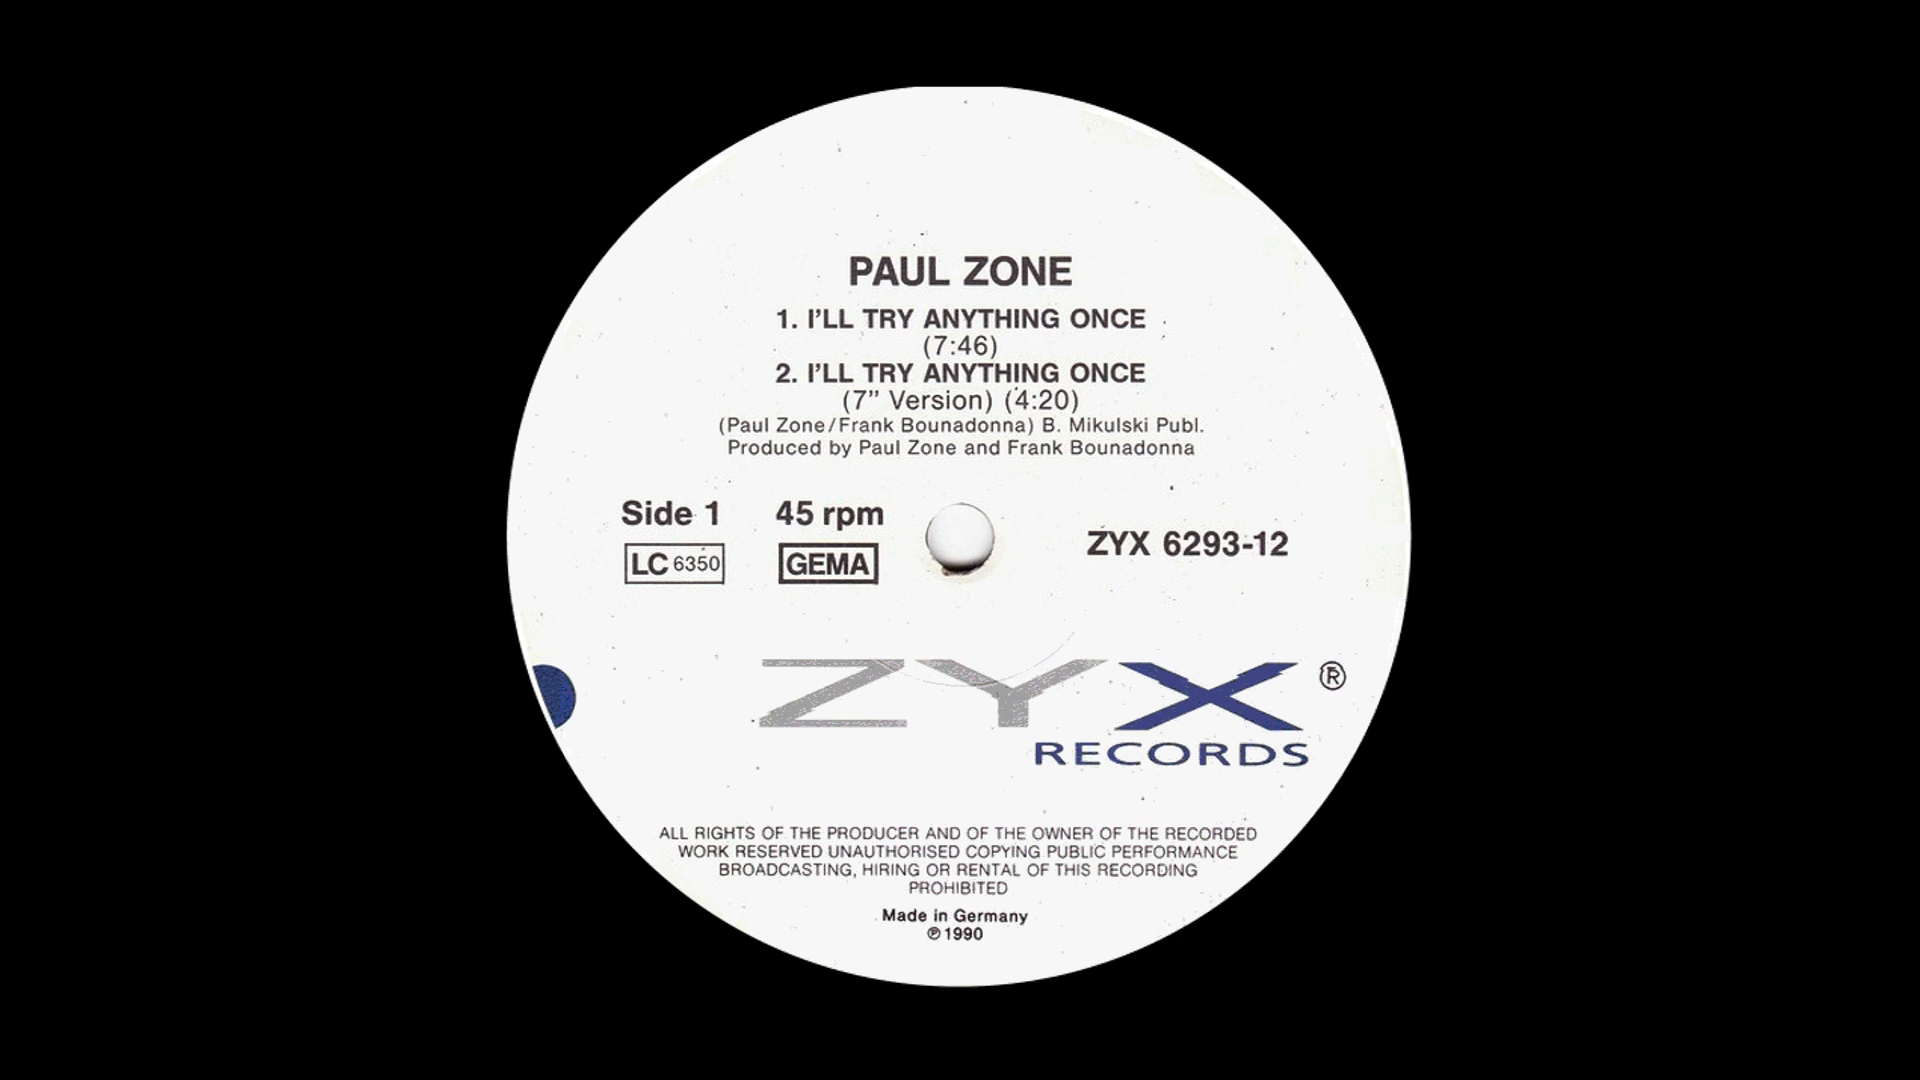 PAUL ZONE
1. I'LL TRY ANYTHING ONCE
(7:46)
2. I'LL TRY ANYTHING ONCE
(7” Version) (4:20)
(Paul Zone/Frank Bounadonna) B. Mikulski Publ.
Produced by Paul Zone and Frank Bounadonna
Side 1 45 rpm
LC 6350 GEMA
ZYX 6293-12
ZYX ®
RECORDS
ALL RIGHTS OF THE PRODUCER AND OF THE OWNER OF THE RECORDED
WORK RESERVED UNAUTHORISED COPYING PUBLIC PERFORMANCE
BROADCASTING, HIRING OR RENTAL OF THIS RECORDING
PROHIBITED
Made in Germany
℗ 1990